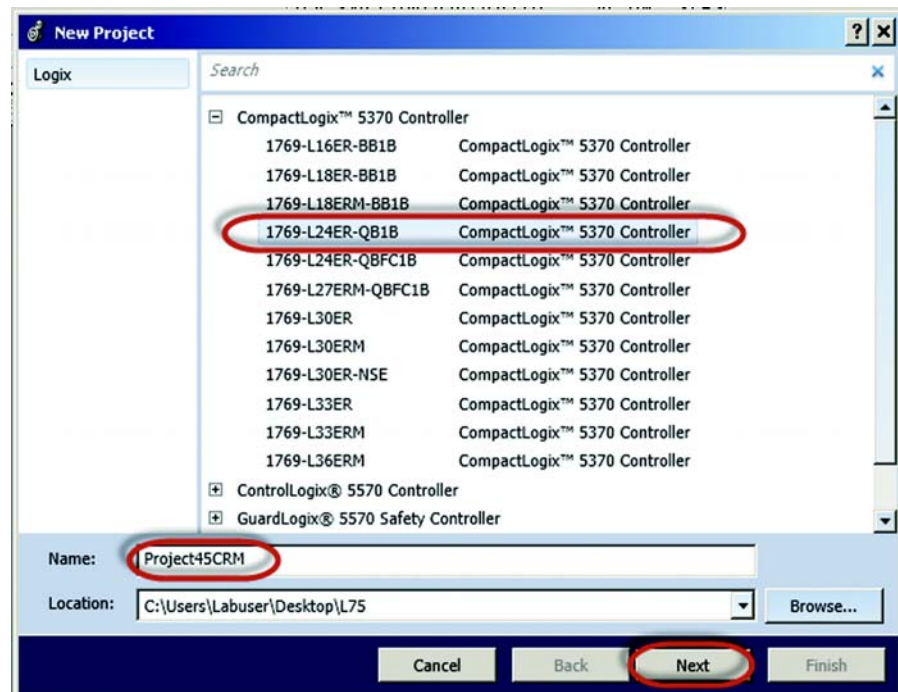 New Project
Logix
Search
CompactLogix™ 5370 Controller
1769-L16ER-BB1B CompactLogix™ 5370 Controller
1769-L18ER-BB1B CompactLogix™ 5370 Controller
1769-L18ERM-BB1B CompactLogix™ 5370 Controller
1769-L24ER-QB1B CompactLogix™ 5370 Controller
1769-L24ER-QBFC1B CompactLogix™ 5370 Controller
1769-L27ERM-QBFC1B CompactLogix™ 5370 Controller
1769-L30ER CompactLogix™ 5370 Controller
1769-L30ERM CompactLogix™ 5370 Controller
1769-L30ER-NSE CompactLogix™ 5370 Controller
1769-L33ER CompactLogix™ 5370 Controller
1769-L33ERM CompactLogix™ 5370 Controller
1769-L36ERM CompactLogix™ 5370 Controller
ControlLogix® 5570 Controller
GuardLogix® 5570 Safety Controller
Name: Project45CRM
Location: C:\Users\Labuser\Desktop\L75 Browse...
Cancel Back Next Finish